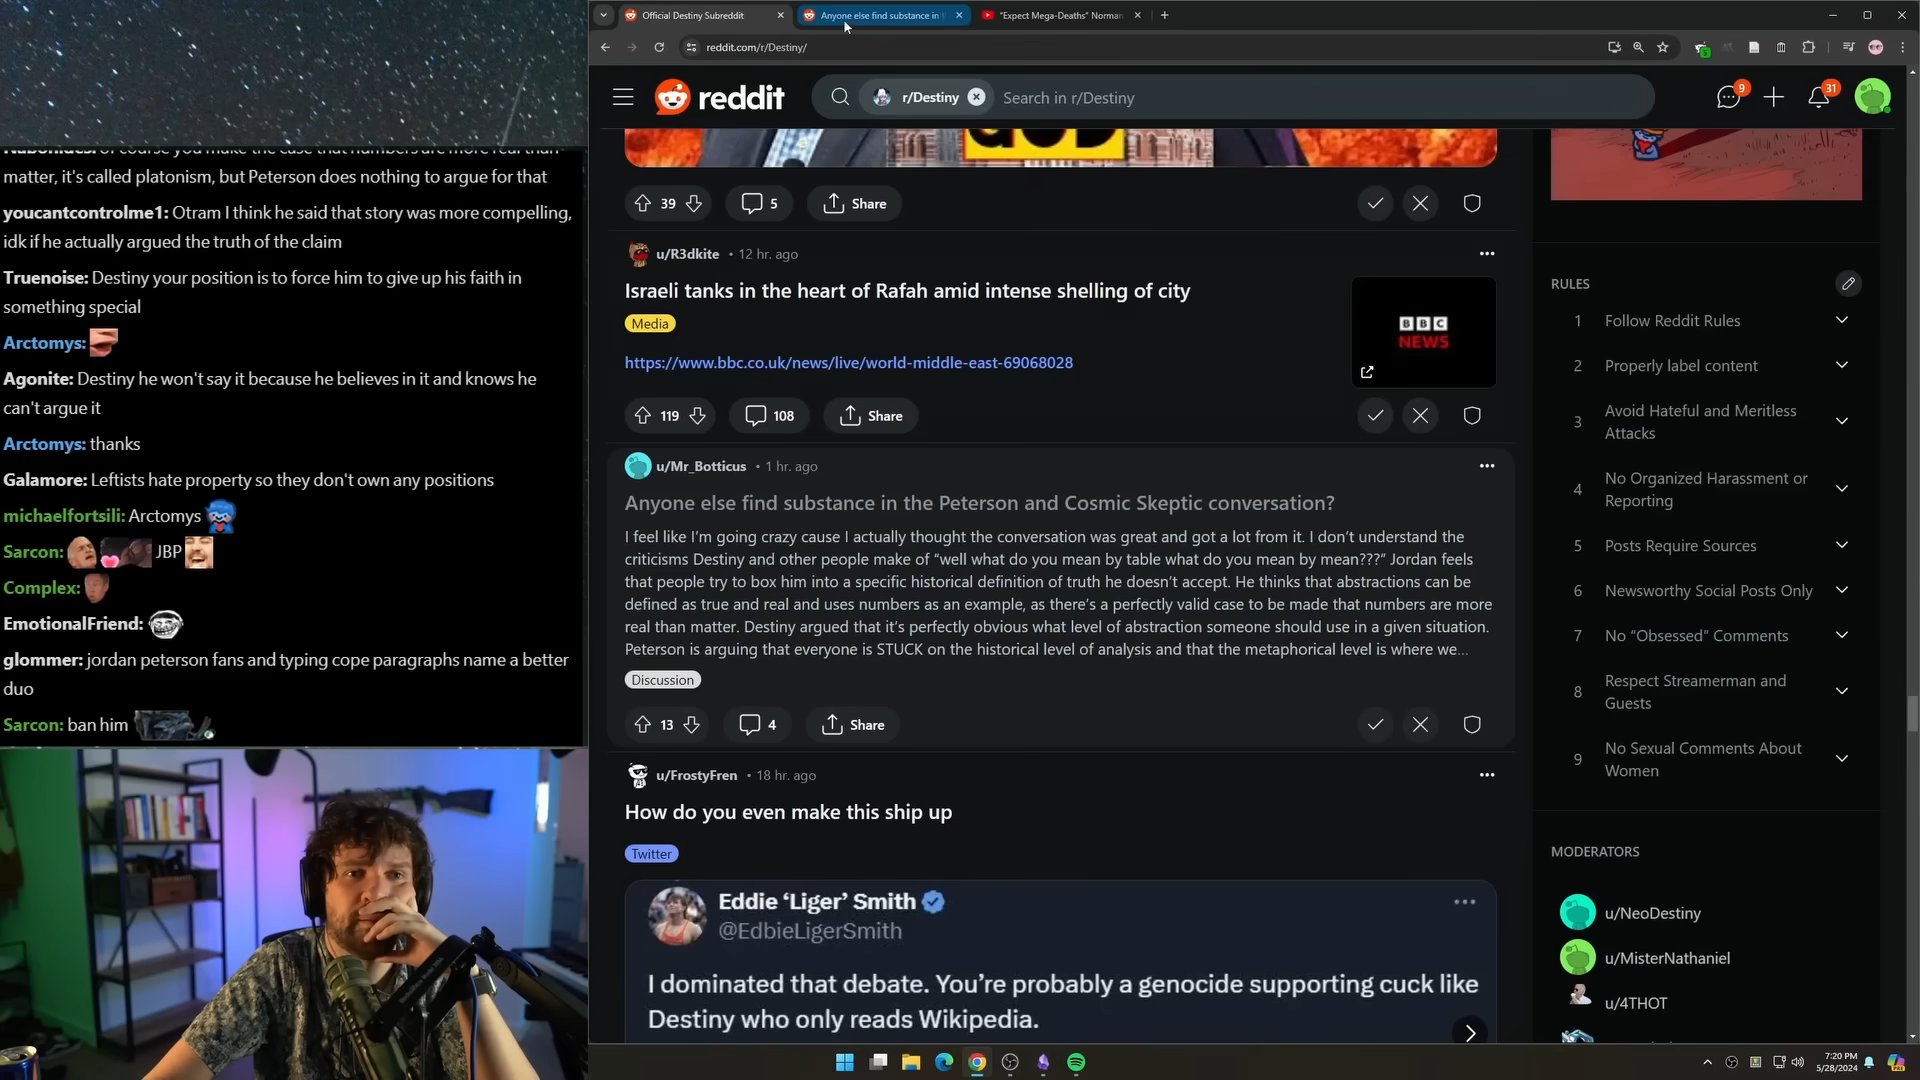 Official Destiny Subreddit
Anyone else find substance in
"Expect Mega-Deaths" Norman
reddit.com/r/Destiny/
reddit
r/Destiny
Search in r/Destiny
9
31
matter, it's called platonism, but Peterson does nothing to argue for that
youcantcontrolme1: Otram I think he said that story was more compelling,
idk if he actually argued the truth of the claim
Truenoise: Destiny your position is to force him to give up his faith in
something special
Arctomys:
Agonite: Destiny he won't say it because he believes in it and knows he
can't argue it
Arctomys: thanks
Galamore: Leftists hate property so they don't own any positions
michaelfortsili: Arctomys
Sarcon: JBP
Complex:
EmotionalFriend:
glommer: jordan peterson fans and typing cope paragraphs name a better
duo
Sarcon: ban him
GOD
39
5
Share
u/R3dkite • 12 hr. ago
Israeli tanks in the heart of Rafah amid intense shelling of city
Media
https://www.bbc.co.uk/news/live/world-middle-east-69068028
BBC
NEWS
119
108
Share
u/Mr_Botticus • 1 hr. ago
Anyone else find substance in the Peterson and Cosmic Skeptic conversation?
I feel like I'm going crazy cause I actually thought the conversation was great and got a lot from it. I don't understand the
criticisms Destiny and other people make of "well what do you mean by table what do you mean by mean???" Jordan feels
that people try to box him into a specific historical definition of truth he doesn't accept. He thinks that abstractions can be
defined as true and real and uses numbers as an example, as there's a perfectly valid case to be made that numbers are more
real than matter. Destiny argued that it's perfectly obvious what level of abstraction someone should use in a given situation.
Peterson is arguing that everyone is STUCK on the historical level of analysis and that the metaphorical level is where we...
Discussion
13
4
Share
u/FrostyFren • 18 hr. ago
How do you even make this ship up
Twitter
Eddie 'Liger' Smith
@EdbieLigerSmith
I dominated that debate. You're probably a genocide supporting cuck like
Destiny who only reads Wikipedia.
RULES
1 Follow Reddit Rules
2 Properly label content
3 Avoid Hateful and Meritless
Attacks
4 No Organized Harassment or
Reporting
5 Posts Require Sources
6 Newsworthy Social Posts Only
7 No "Obsessed" Comments
8 Respect Streamerman and
Guests
9 No Sexual Comments About
Women
MODERATORS
u/NeoDestiny
u/MisterNathaniel
u/4THOT
7:20 PM
5/28/2024